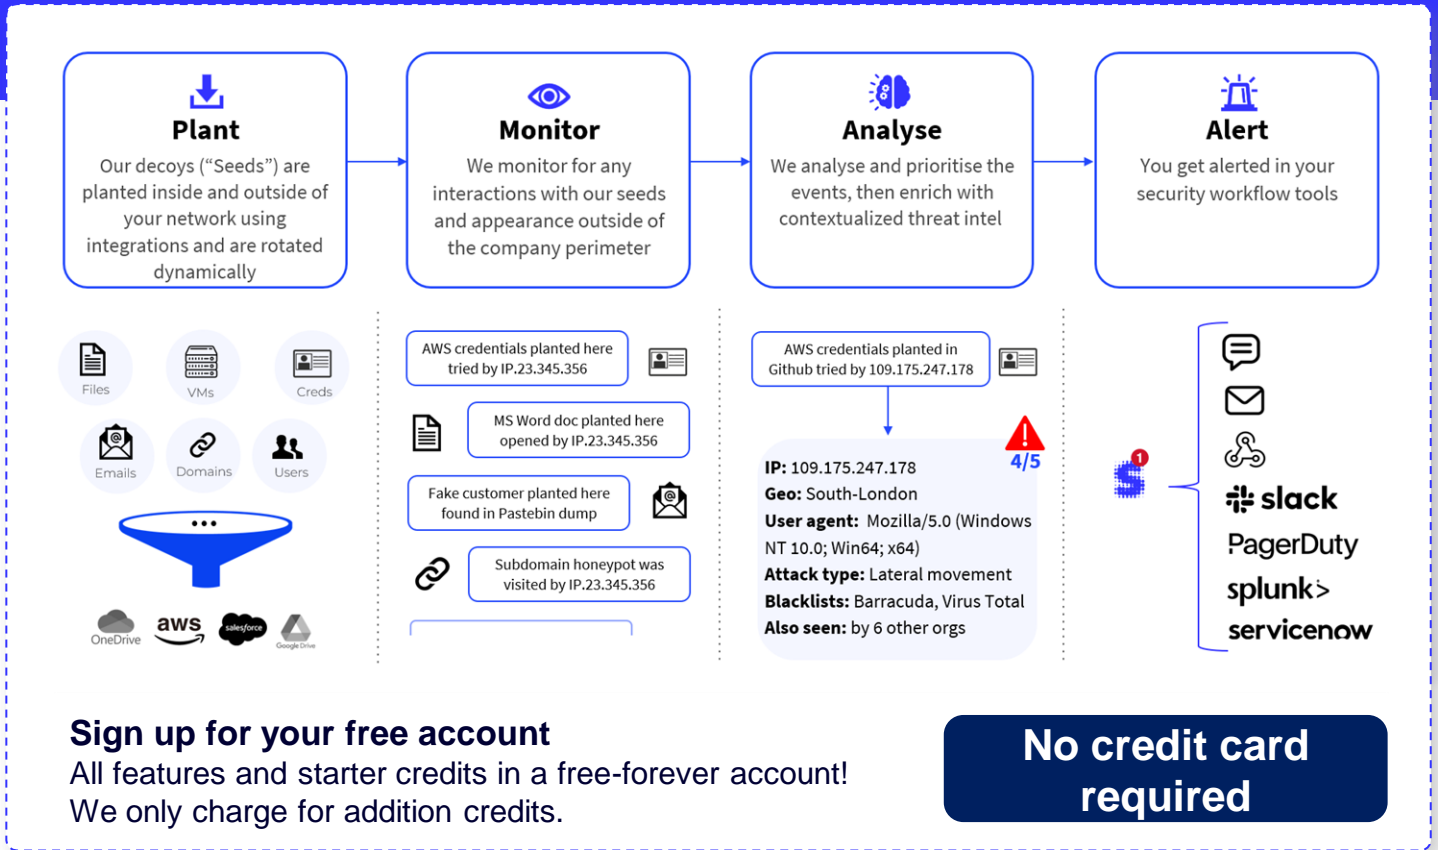 Plant
Our decoys (“Seeds”) are
planted inside and outside of
your network using
integrations and are rotated
dynamically
Monitor
We monitor for any
interactions with our seeds
and appearance outside of
the company perimeter
Analyse
We analyse and prioritise the
events, then enrich with
contextualized threat intel
Alert
You get alerted in your
security workflow tools
Files
VMs
Creds
Emails
Domains
Users
OneDrive
aws
salesforce
Google Drive
AWS credentials planted here
tried by IP.23.345.356
MS Word doc planted here
opened by IP.23.345.356
Fake customer planted here
found in Pastebin dump
Subdomain honeypot was
visited by IP.23.345.356
AWS credentials planted in
Github tried by 109.175.247.178
4/5
IP: 109.175.247.178
Geo: South-London
User agent: Mozilla/5.0 (Windows
NT 10.0; Win64; x64)
Attack type: Lateral movement
Blacklists: Barracuda, Virus Total
Also seen: by 6 other orgs
S
1
slack
PagerDuty
splunk>
servicenow
Sign up for your free account
All features and starter credits in a free-forever account!
We only charge for addition credits.
No credit card
required